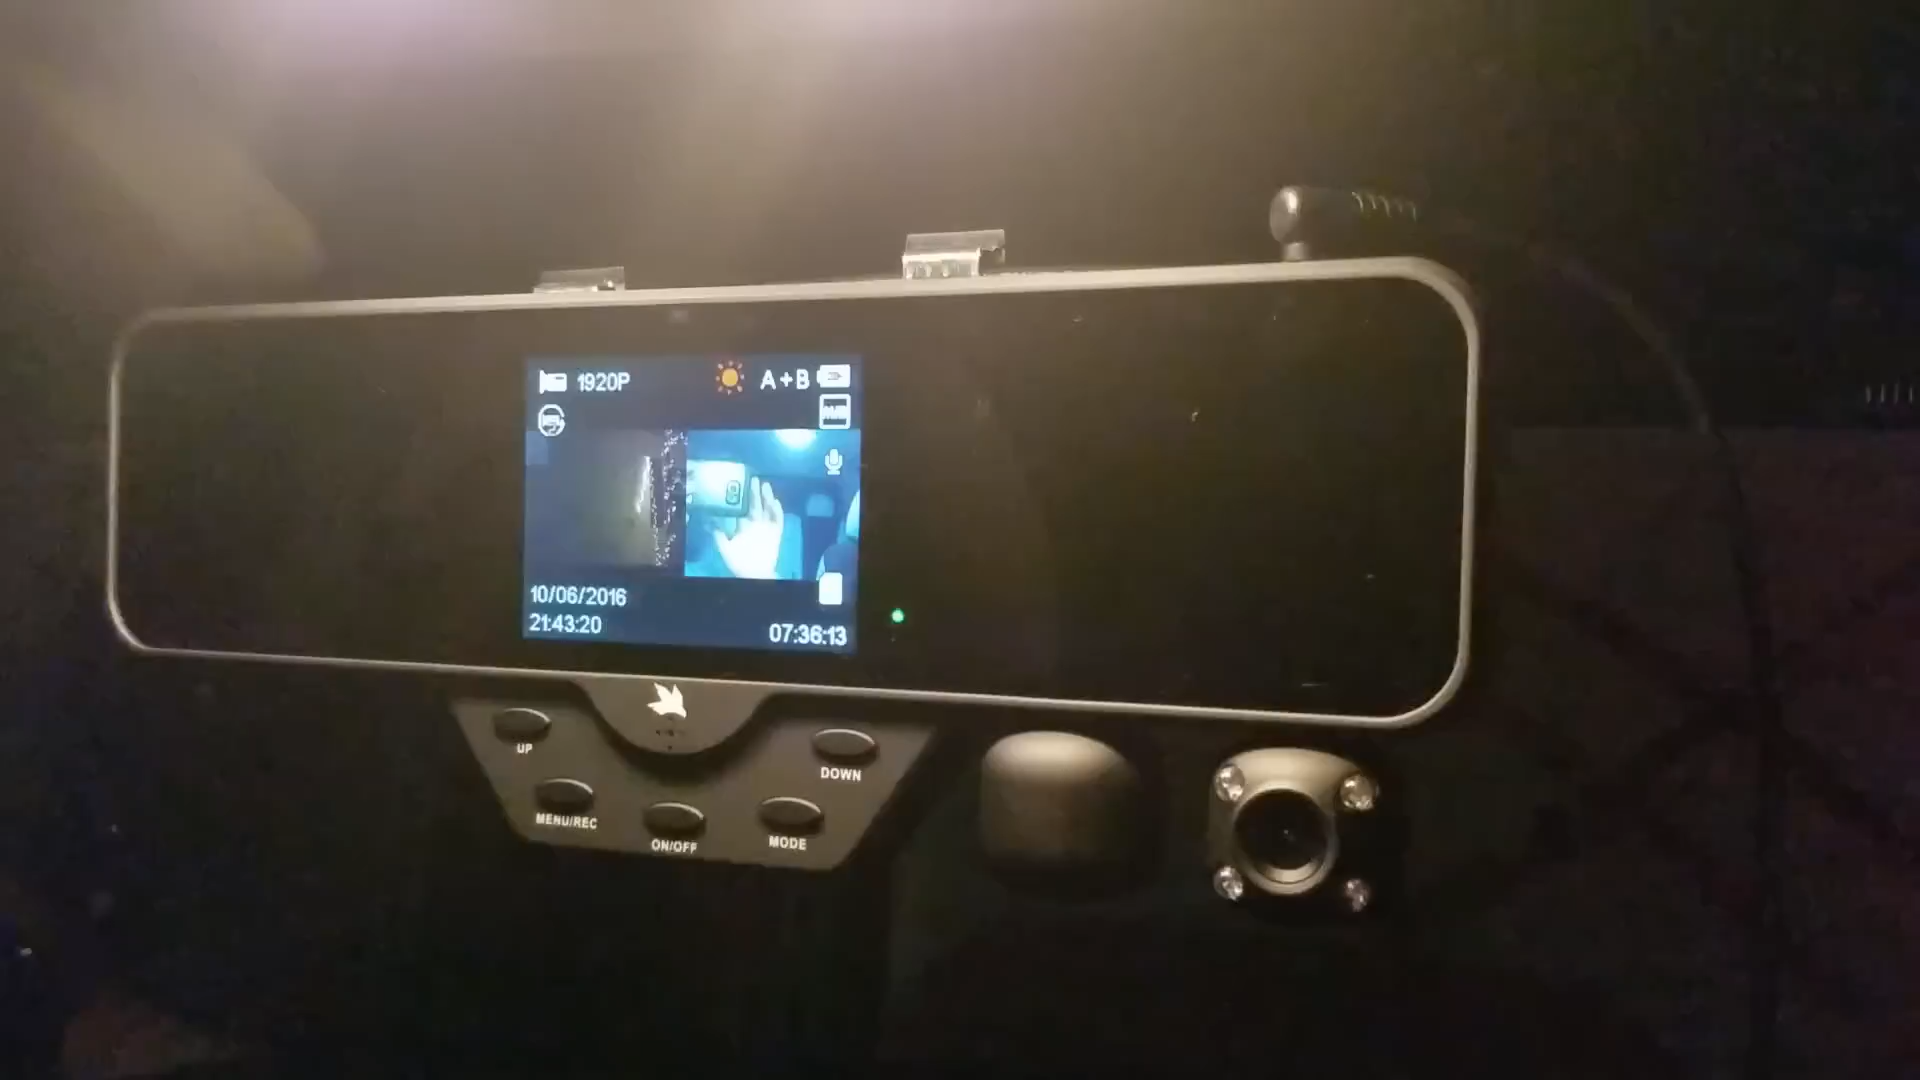 1920P A+B
10/06/2016
21:43:20 07:36:13
UP
DOWN
MENU/REC
ON/OFF
MODE